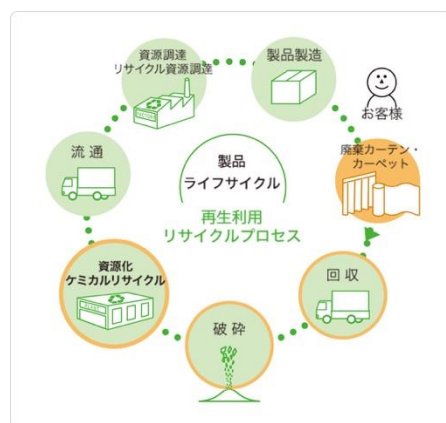 資源調達
リサイクル資源調達
製品製造
お客様
廃棄カーテン・
カーペット
回収
破砕
資源化
ケミカルリサイクル
流通
製品
ライフサイクル
再生利用
リサイクルプロセス